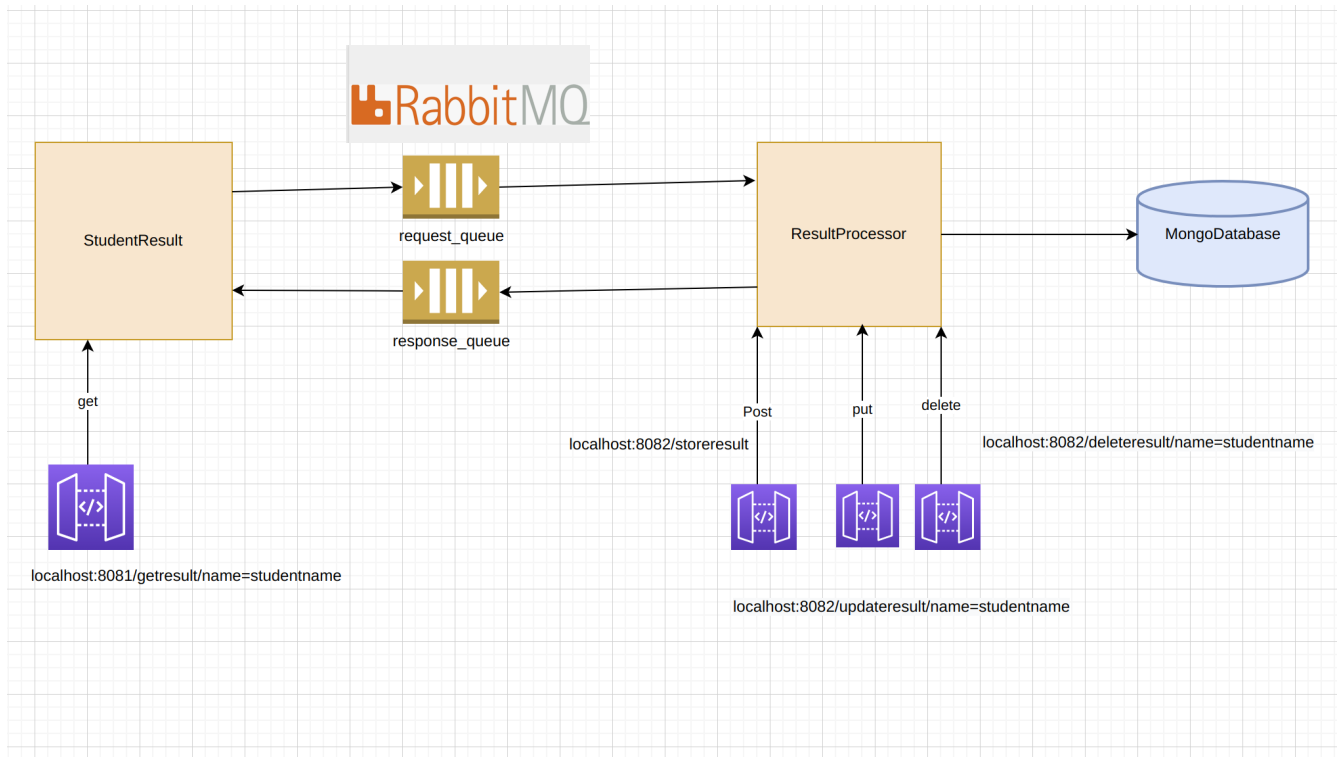 RabbitMQ
StudentResult
request_queue
response_queue
ResultProcessor
MongoDatabase
get
localhost:8081/getresult/name=studentname
Post
put
delete
localhost:8082/storeresult
localhost:8082/deleteresult/name=studentname
localhost:8082/updateresult/name=studentname